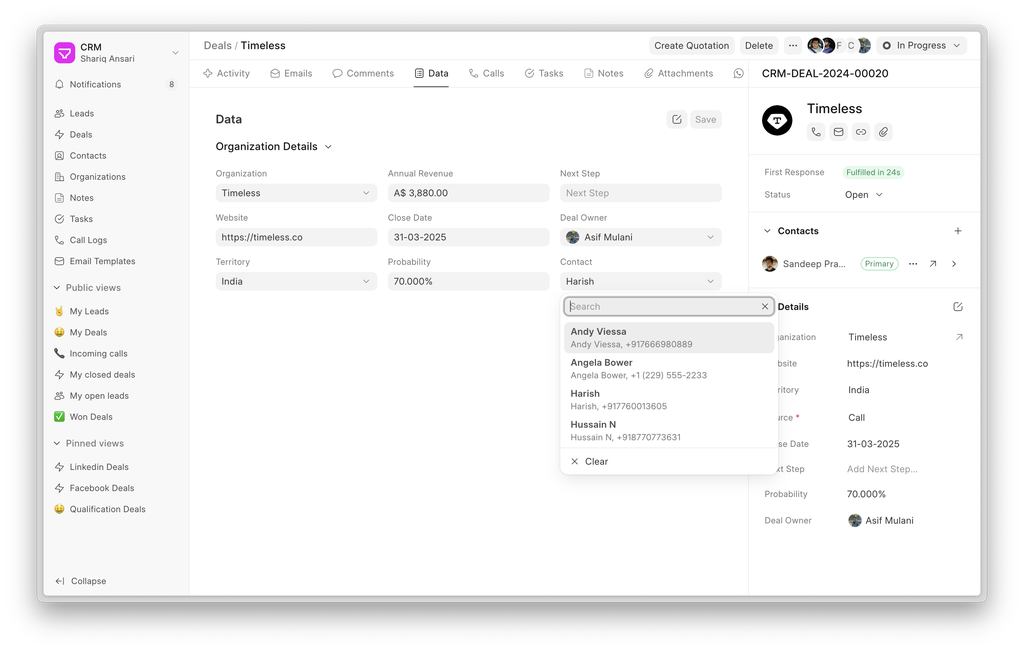 CRM
Shariq Ansari
Notifications 8
Leads
Deals
Contacts
Organizations
Notes
Tasks
Call Logs
Email Templates
Public views
My Leads
My Deals
Incoming calls
My closed deals
My open leads
Won Deals
Pinned views
Linkedin Deals
Facebook Deals
Qualification Deals
Collapse
Deals / Timeless
Create Quotation Delete F C In Progress
Activity Emails Comments Data Calls Tasks Notes Attachments
Data Save
Organization Details
Organization Annual Revenue Next Step
Timeless A$ 3,880.00 Next Step
Website Close Date Deal Owner
https://timeless.co 31-03-2025 Asif Mulani
Territory Probability Contact
India 70.000% Harish
Search
Andy Viessa
Andy Viessa, +917666980889
Angela Bower
Angela Bower, +1 (229) 555-2233
Harish
Harish, +917760013605
Hussain N
Hussain N, +918770773631
Clear
CRM-DEAL-2024-00020
T
Timeless
First Response Fulfilled in 24s
Status Open
Contacts
Sandeep Pra... Primary
Details
ganization Timeless
bsite https://timeless.co
ritory India
urce * Call
se Date 31-03-2025
xt Step Add Next Step...
Probability 70.000%
Deal Owner Asif Mulani